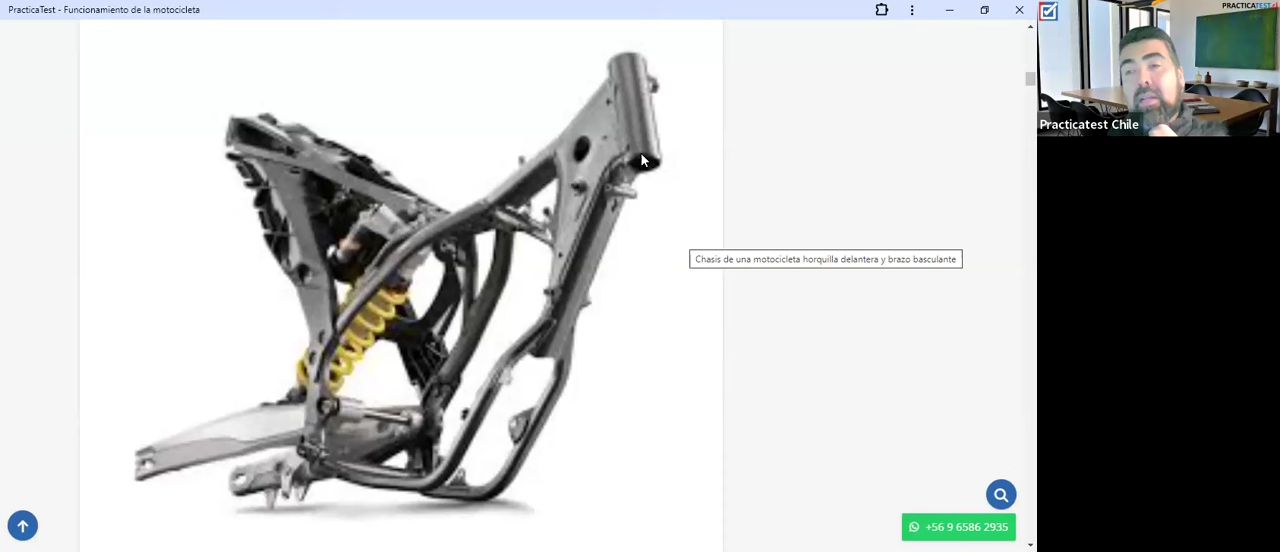 PracticaTest - Funcionamiento de la motocicleta
PRACTICATEST
Practicatest Chile
Chasis de una motocicleta horquilla delantera y brazo basculante
+56 9 6586 2935